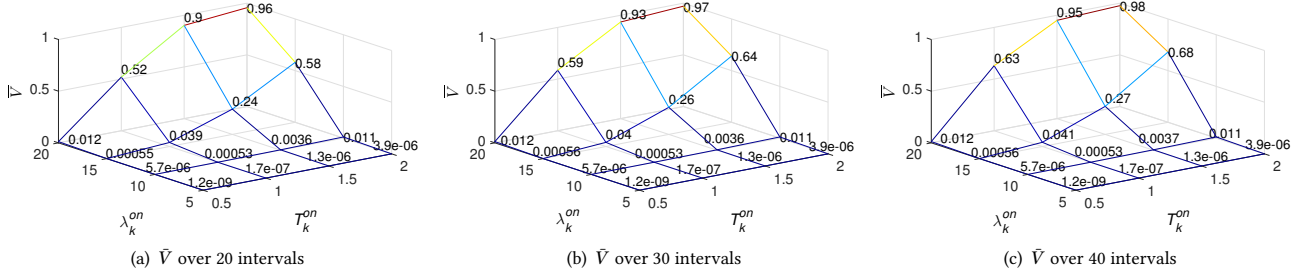 0.96
0.9
1
0.52
0.58
0.5
V̅
0.24
0
0.012
0.039
0.0036
0.011
3.9e-06
20
0.00055
0.00053
1.3e-06
2
15
5.7e-06
1.7e-07
1.5
10
1.2e-09
1
5
0.5
λ_k^on
T_k^on
(a) V̄ over 20 intervals
0.97
0.93
1
0.59
0.64
0.5
V̅
0.26
0
0.012
0.04
0.0036
0.011
3.9e-06
20
0.00056
0.00053
1.3e-06
2
15
5.7e-06
1.7e-07
1.5
10
1.2e-09
1
5
0.5
λ_k^on
T_k^on
(b) V̄ over 30 intervals
0.98
0.95
1
0.63
0.68
0.5
V̅
0.27
0
0.012
0.041
0.0037
0.011
3.9e-06
20
0.00056
0.00053
1.3e-06
2
15
5.7e-06
1.7e-07
1.5
10
1.2e-09
1
5
0.5
λ_k^on
T_k^on
(c) V̄ over 40 intervals